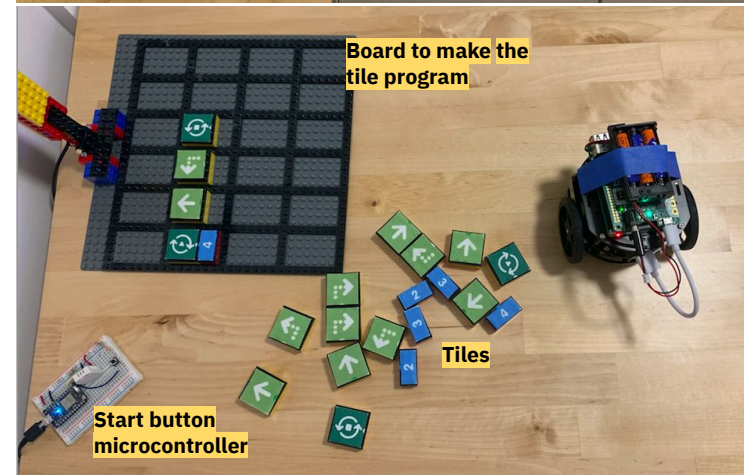 Board to make the
tile program
4
3
2
3
4
2
Tiles
Start button
microcontroller